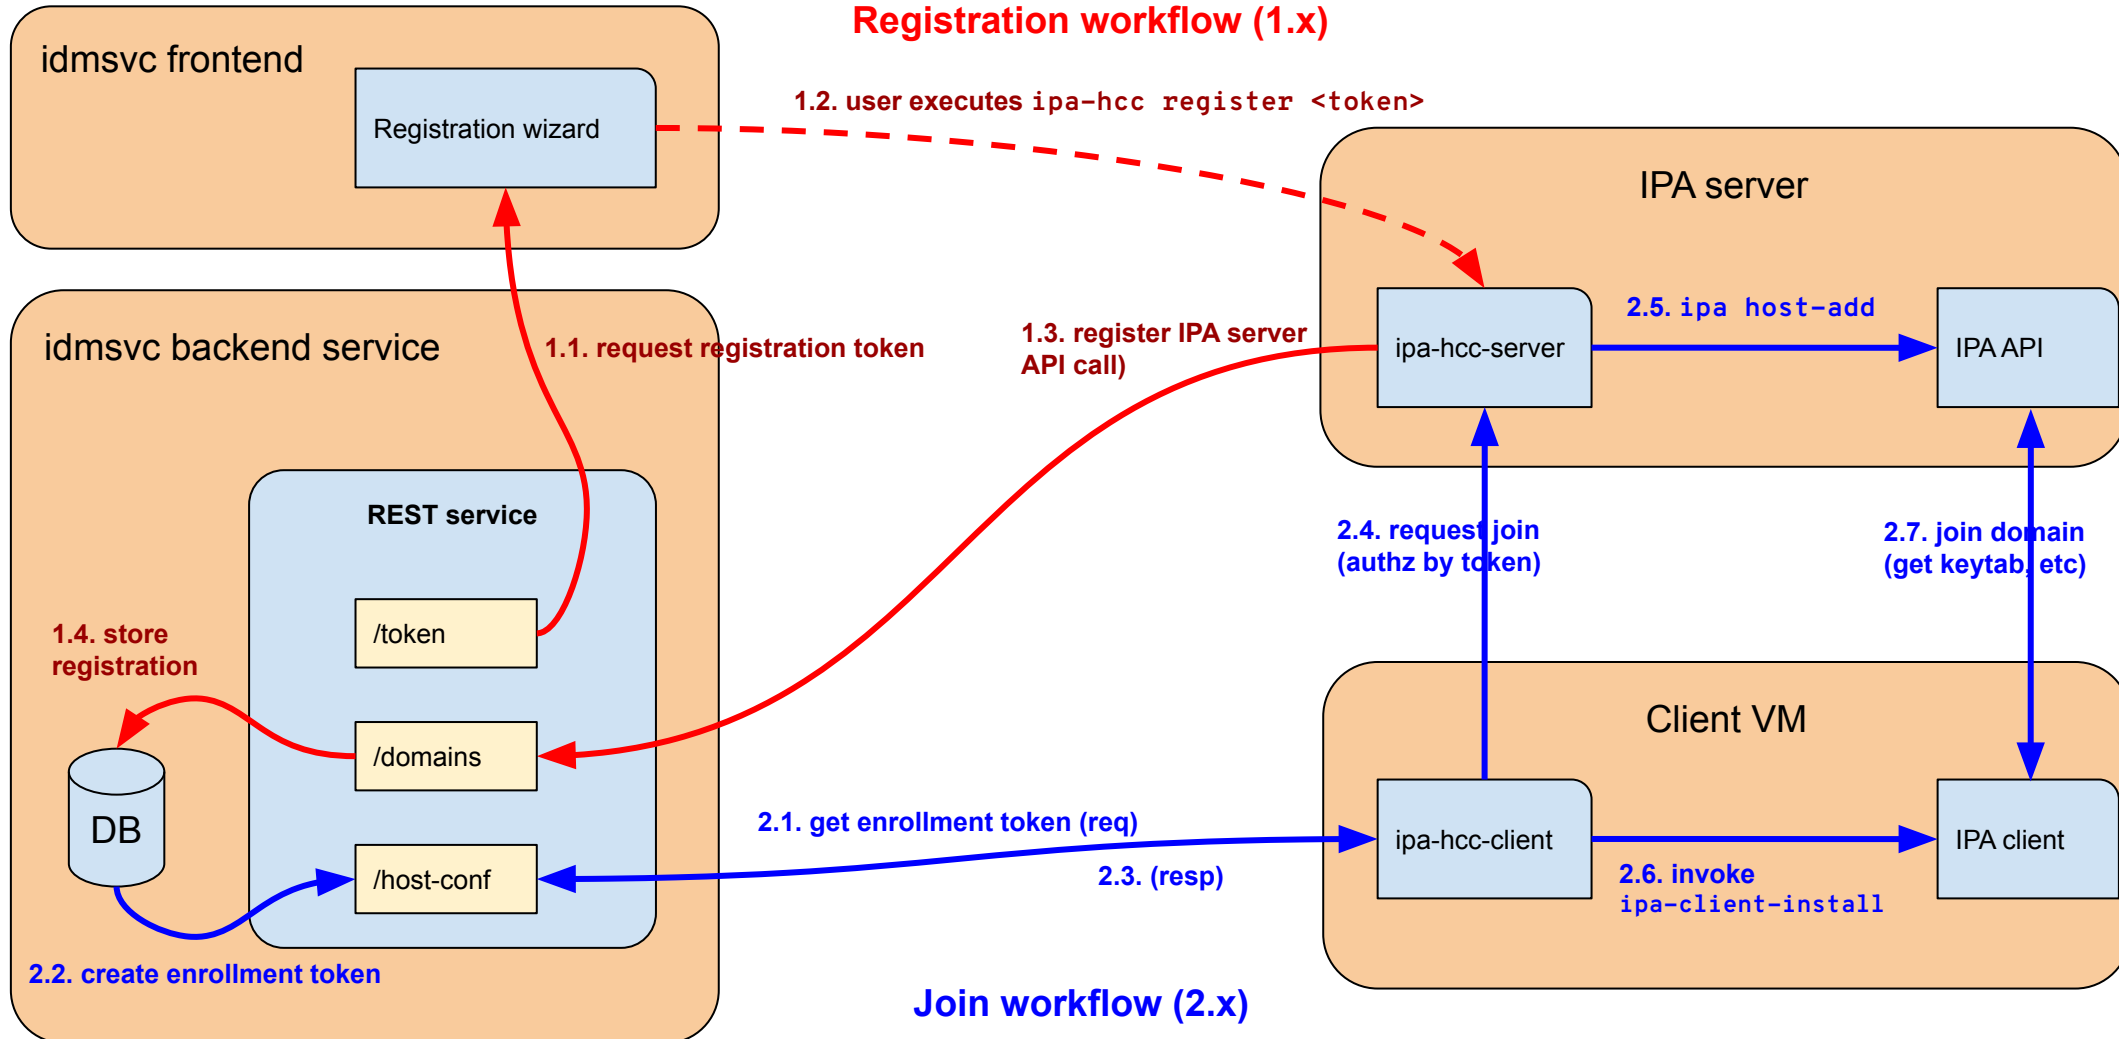 Registration workflow (1.x)
idmsvc frontend
Registration wizard
1.2. user executes ipa-hcc register <token>
IPA server
idmsvc backend service
1.1. request registration token
1.3. register IPA server
API call)
ipa-hcc-server
2.5. ipa host-add
IPA API
REST service
2.4. request join
(authz by token)
2.7. join domain
(get keytab, etc)
/token
1.4. store
registration
/domains
Client VM
DB
2.1. get enrollment token (req)
ipa-hcc-client
IPA client
/host-conf
2.3. (resp)
2.6. invoke
ipa-client-install
2.2. create enrollment token
Join workflow (2.x)